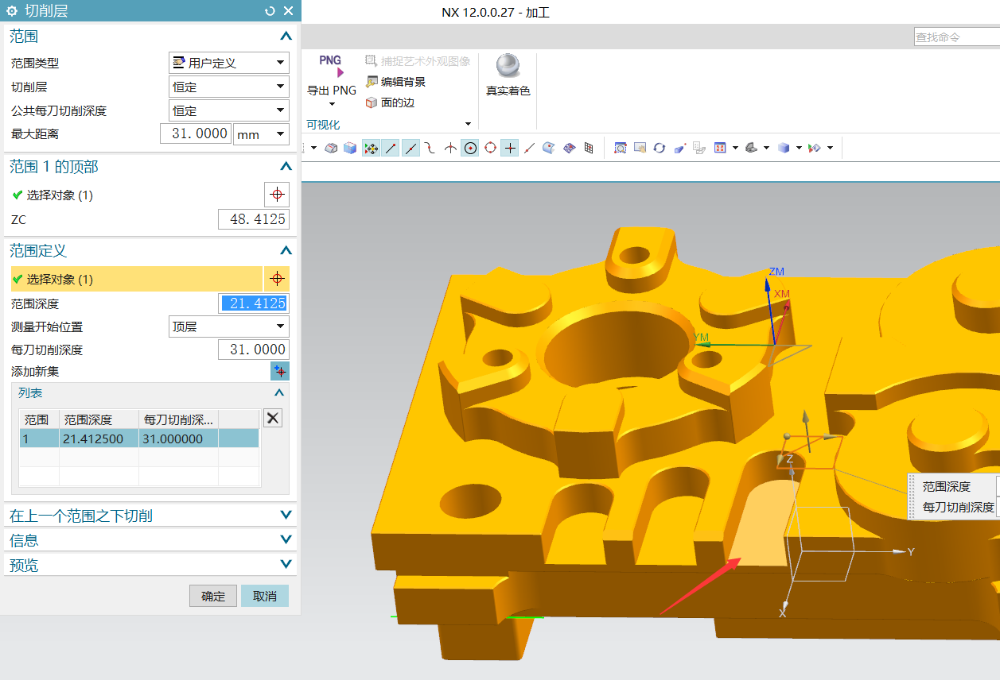 切削层
NX 12.0.0.27 - 加工
查找命令
范围
范围类型
用户定义
切削层
恒定
公共每刀切削深度
恒定
最大距离
31.0000
mm
范围 1 的顶部
选择对象 (1)
ZC
48.4125
范围定义
选择对象 (1)
范围深度
21.4125
测量开始位置
顶层
每刀切削深度
31.0000
添加新集
列表
范围
范围深度
每刀切削深...
1
21.412500
31.000000
在上一个范围之下切削
信息
预览
确定
取消
PNG
导出 PNG
捕捉艺术外观图像
编辑背景
面的边
真实着色
可视化
ZM
XM
YM
Z
Y
X
范围深度
每刀切削深度